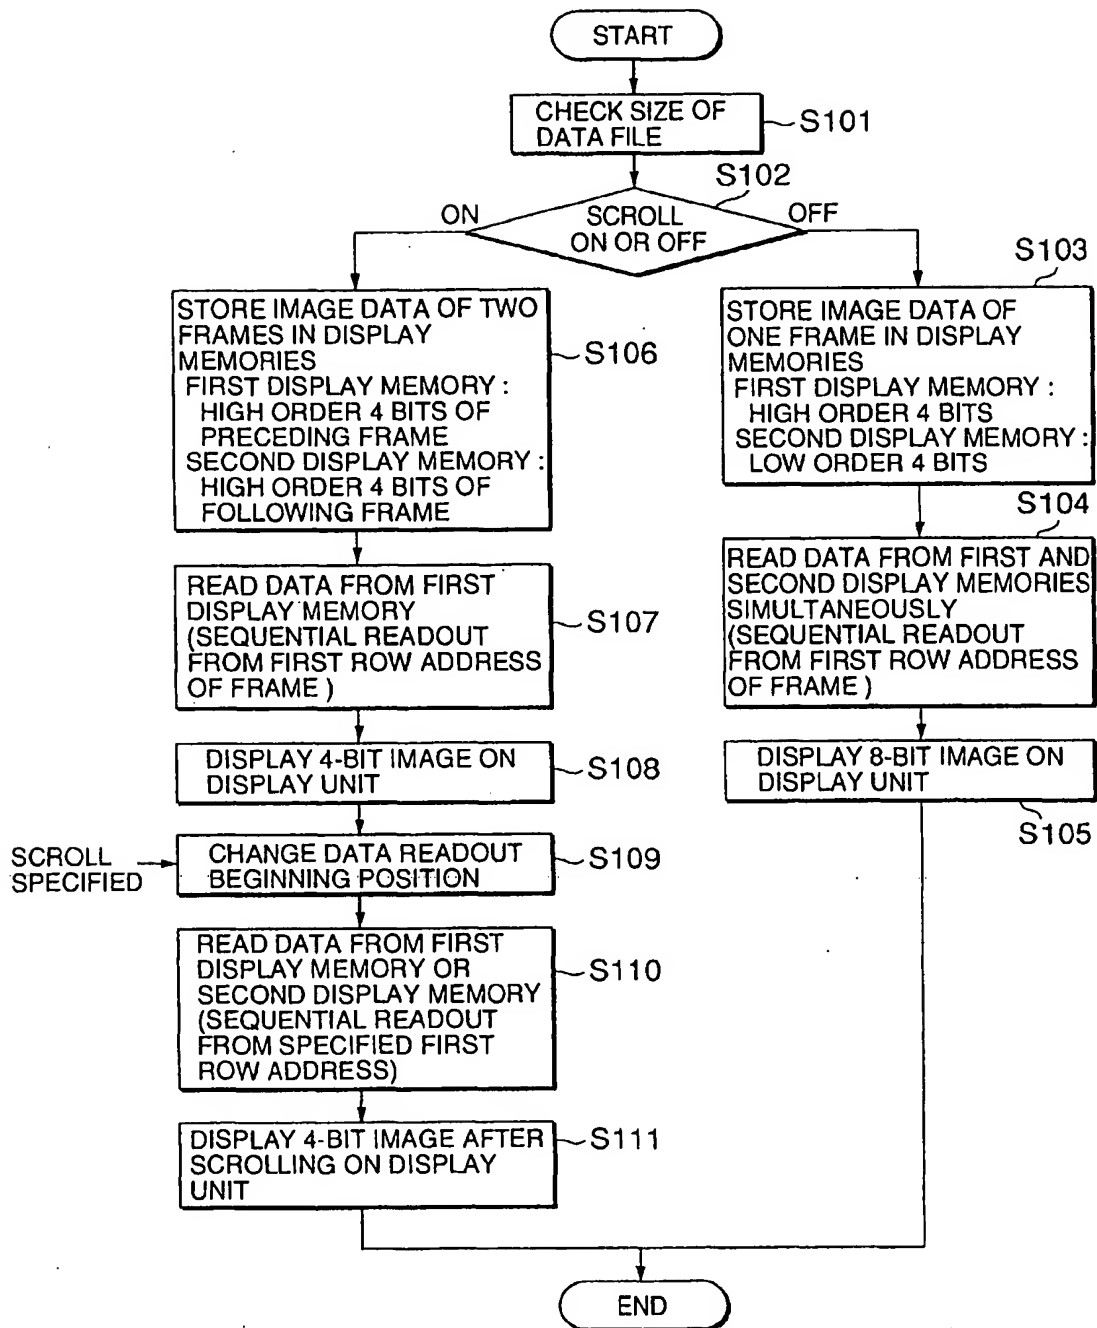 START
CHECK SIZE OF
DATA FILE
S101
S102
ON
SCROLL
ON OR OFF
OFF
STORE IMAGE DATA OF TWO
FRAMES IN DISPLAY
MEMORIES
FIRST DISPLAY MEMORY :
HIGH ORDER 4 BITS OF
PRECEDING FRAME
SECOND DISPLAY MEMORY :
HIGH ORDER 4 BITS OF
FOLLOWING FRAME
S106
S103
STORE IMAGE DATA OF
ONE FRAME IN DISPLAY
MEMORIES
FIRST DISPLAY MEMORY :
HIGH ORDER 4 BITS
SECOND DISPLAY MEMORY :
LOW ORDER 4 BITS
READ DATA FROM FIRST
DISPLAY MEMORY
(SEQUENTIAL READOUT
FROM FIRST ROW ADDRESS
OF FRAME )
S107
S104
READ DATA FROM FIRST AND
SECOND DISPLAY MEMORIES
SIMULTANEOUSLY
(SEQUENTIAL READOUT
FROM FIRST ROW ADDRESS
OF FRAME )
DISPLAY 4-BIT IMAGE ON
DISPLAY UNIT
S108
DISPLAY 8-BIT IMAGE ON
DISPLAY UNIT
S105
SCROLL
SPECIFIED
CHANGE DATA READOUT
BEGINNING POSITION
S109
READ DATA FROM FIRST
DISPLAY MEMORY OR
SECOND DISPLAY MEMORY
(SEQUENTIAL READOUT
FROM SPECIFIED FIRST
ROW ADDRESS)
S110
DISPLAY 4-BIT IMAGE AFTER
SCROLLING ON DISPLAY
UNIT
S111
END